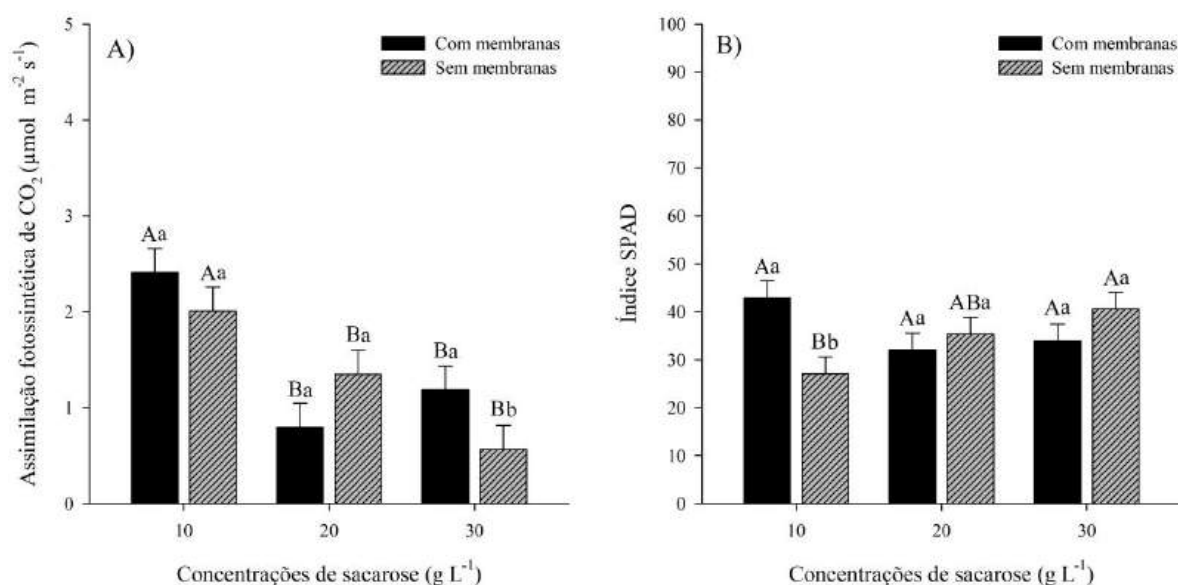 A)
Com membranas
Sem membranas
Assimilação fotossintética de CO2 (µmol m-2 s-1)
5
4
3
2
1
0
Aa
Aa
Ba
Ba
Ba
Bb
10
20
30
Concentrações de sacarose (g L-1)
B)
Com membranas
Sem membranas
Índice SPAD
100
90
80
70
60
50
40
30
20
10
0
Aa
Bb
Aa
ABa
Aa
Aa
10
20
30
Concentrações de sacarose (g L-1)